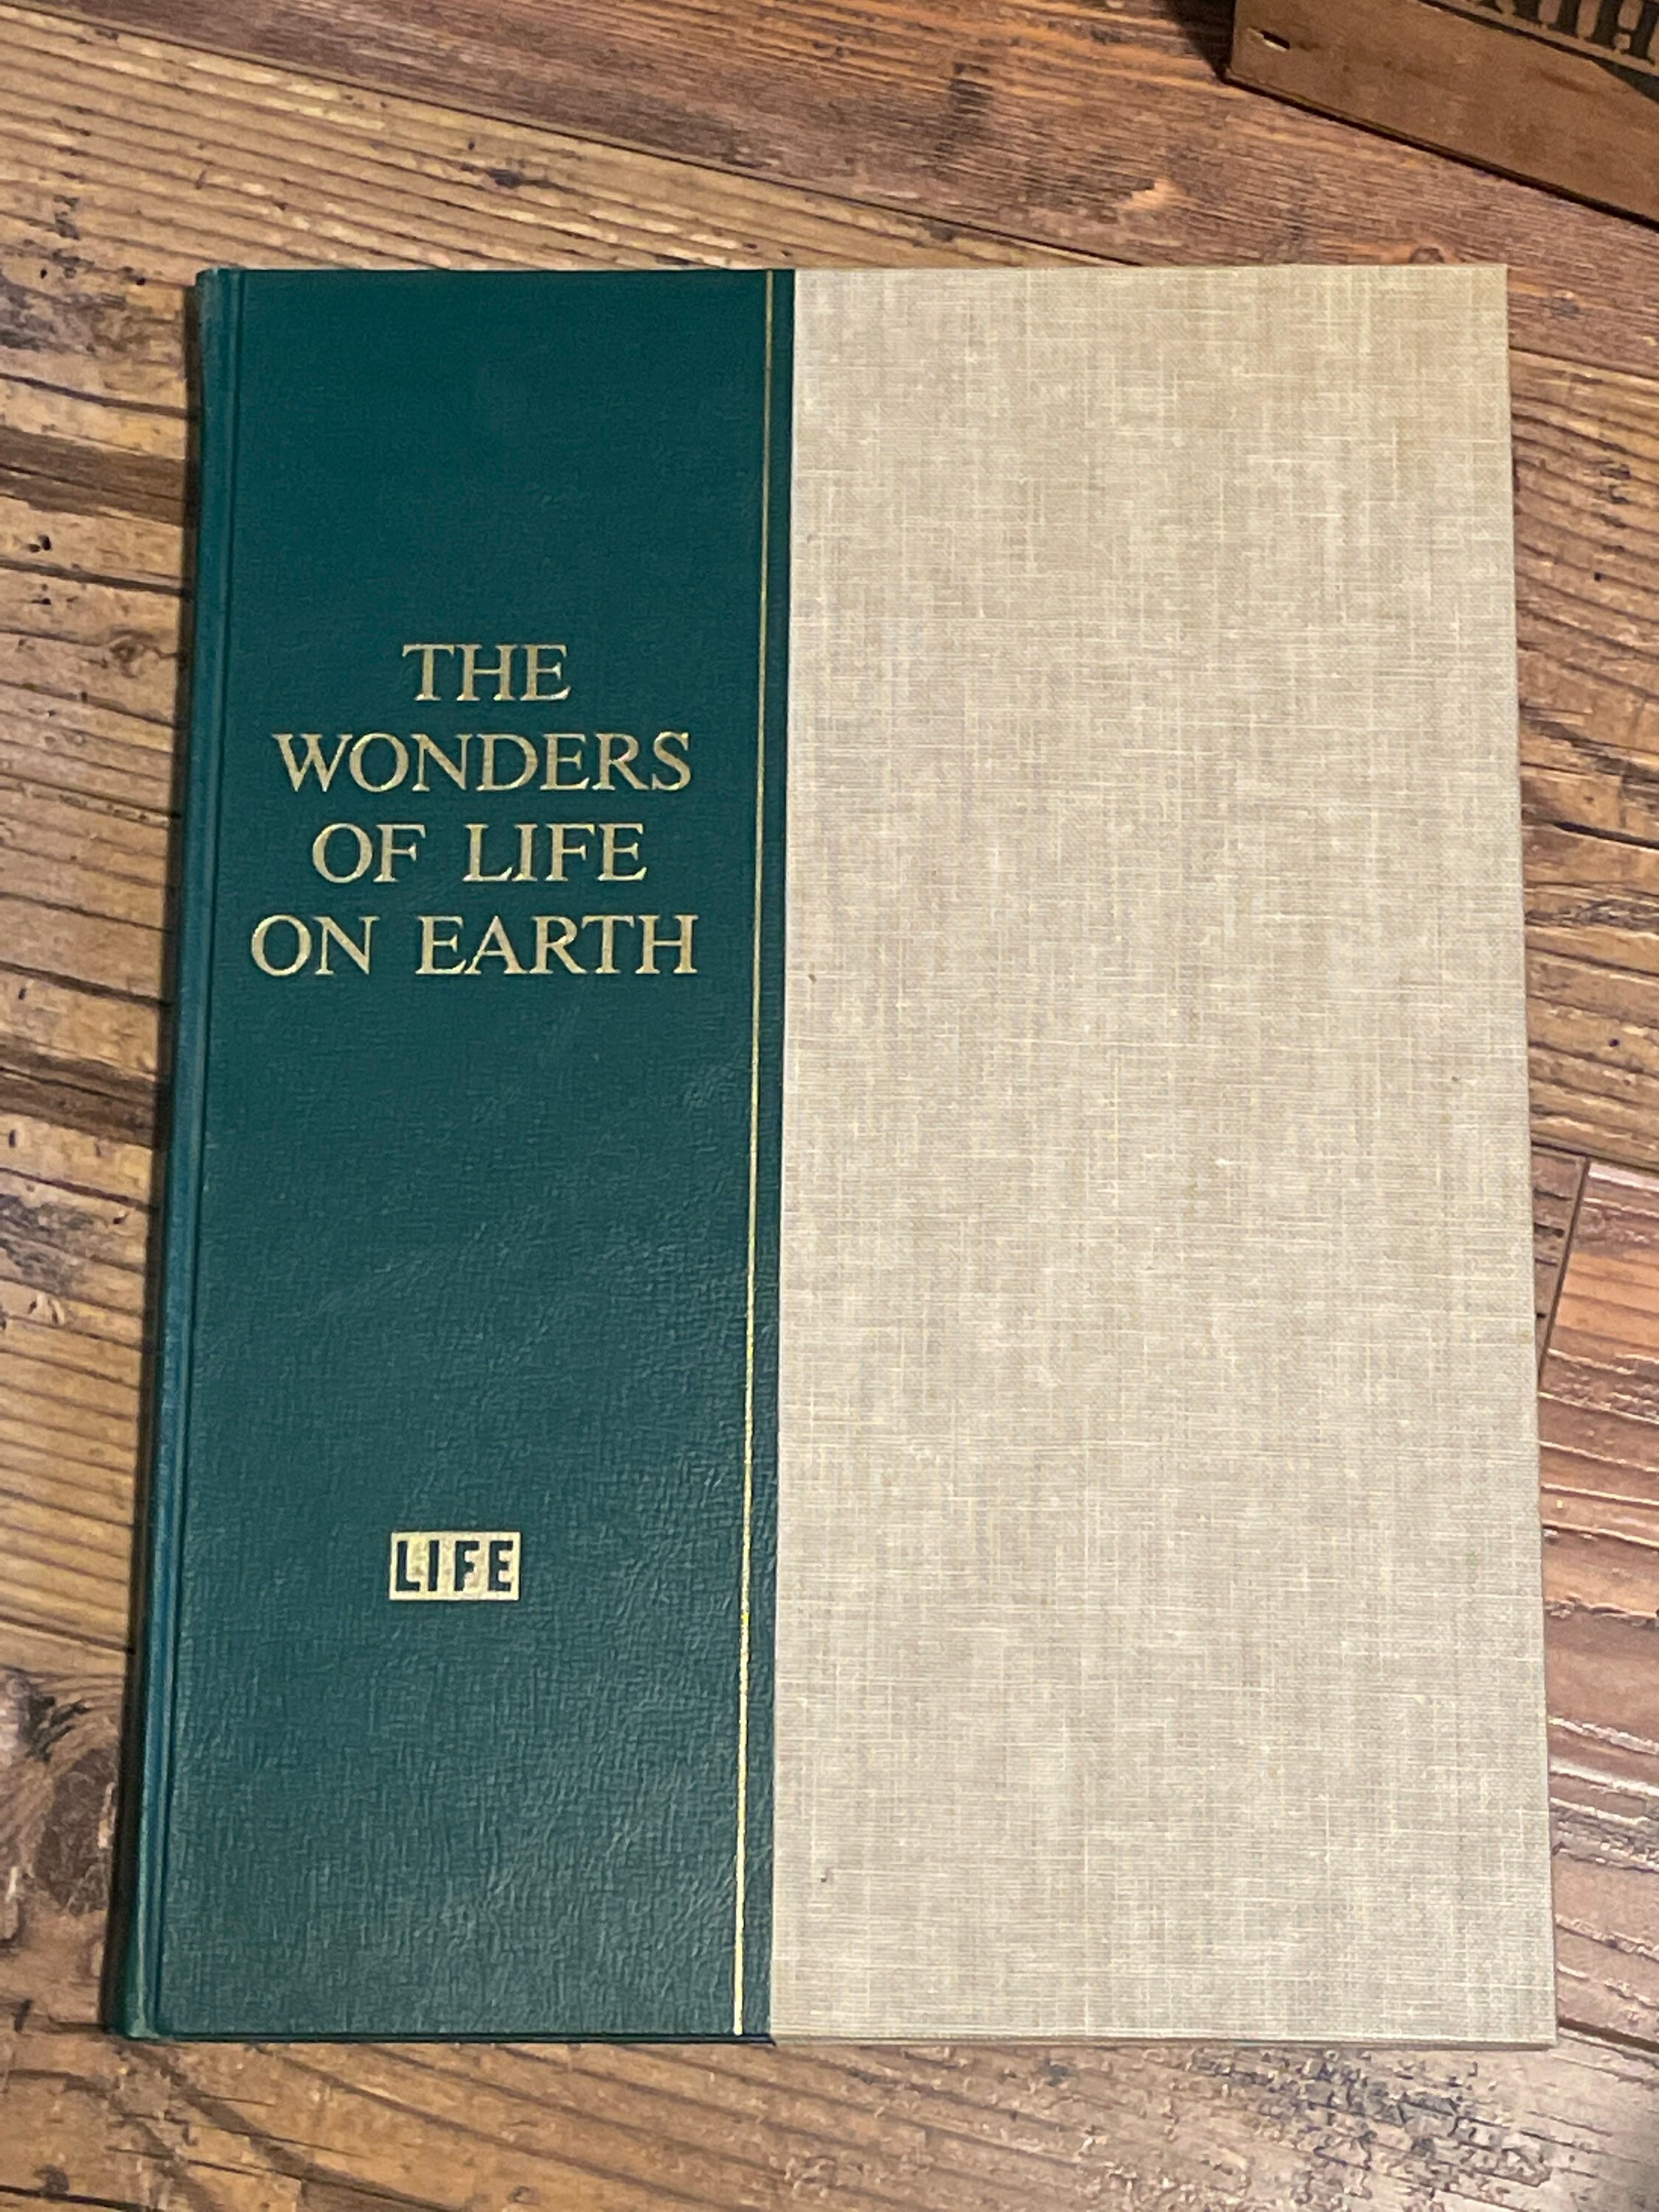 THE
WONDERS
OF LIFE
ON EARTH
LIFE